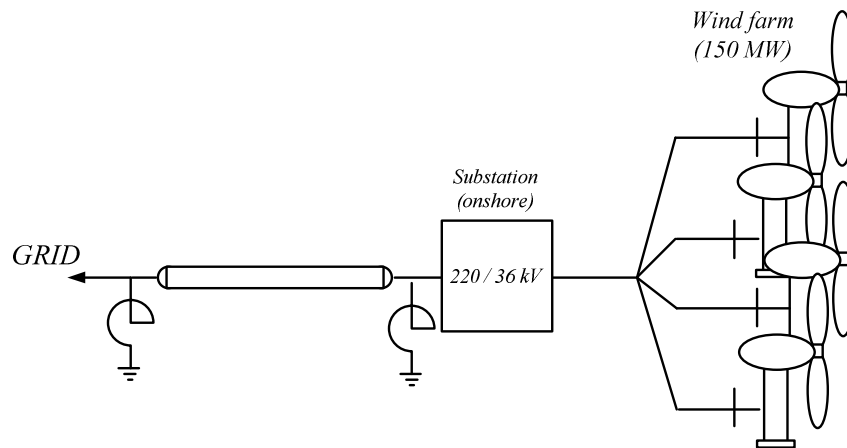 Wind farm
(150 MW)
Substation
(onshore)
GRID
220 / 36 kV